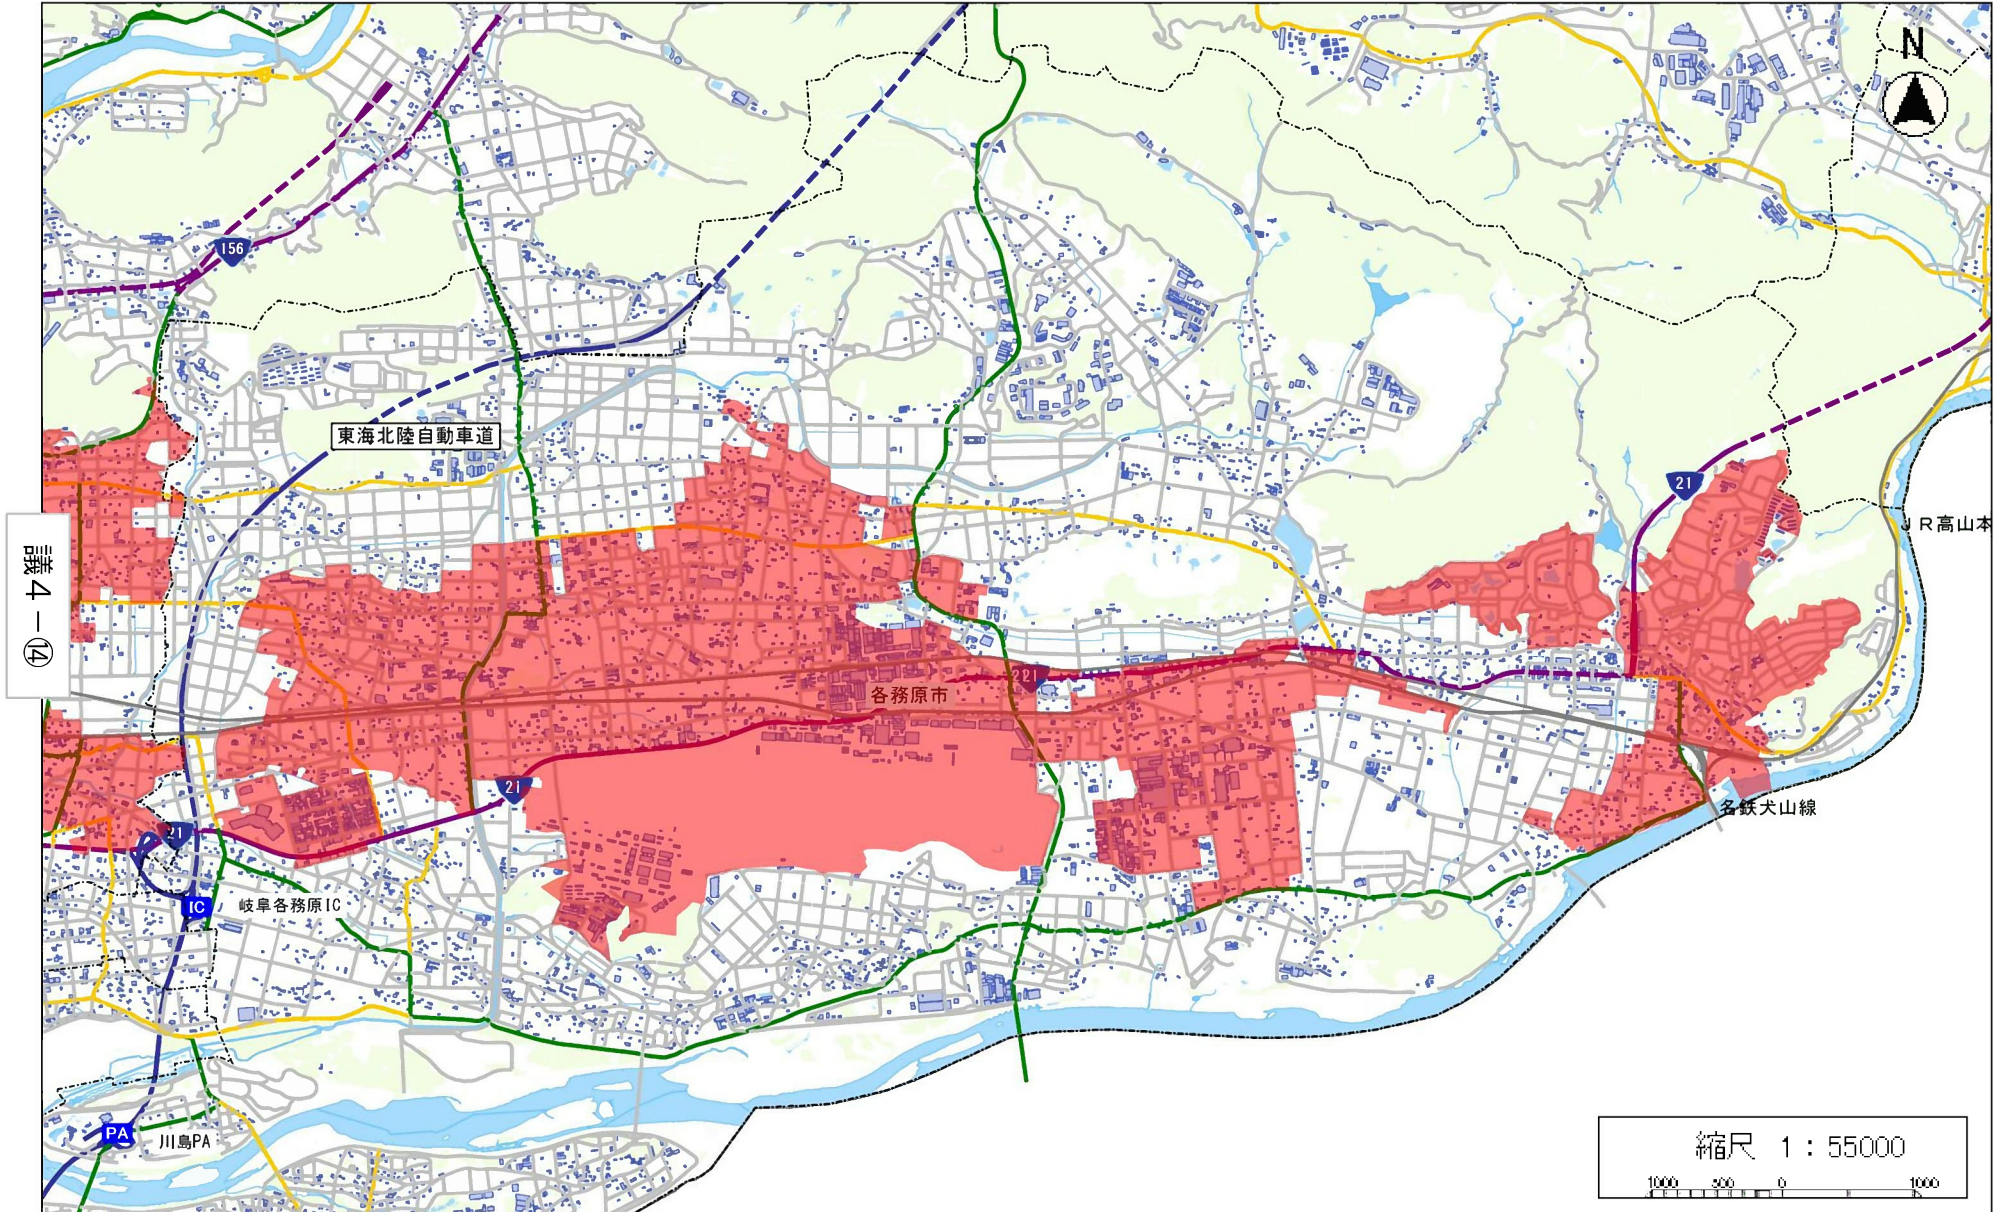 N
156
東海北陸自動車道
21
JR高山本
議4-⑭
221
各務原市
21
21
名鉄犬山線
IC
岐阜各務原IC
PA
川島PA
縮尺 1:55000
1000 500 0 1000